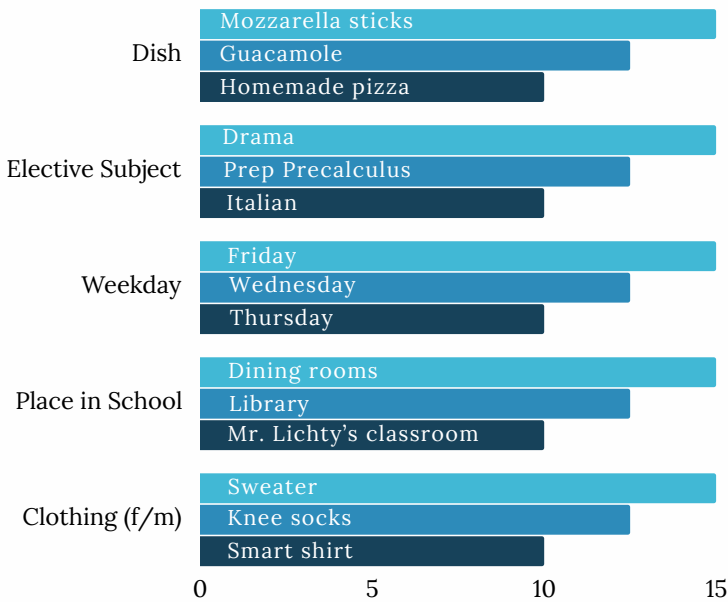 Mozzarella sticks
Dish
Guacamole
Homemade pizza
Drama
Elective Subject
Prep Precalculus
Italian
Friday
Weekday
Wednesday
Thursday
Dining rooms
Place in School
Library
Mr. Lichty’s classroom
Sweater
Clothing (f/m)
Knee socks
Smart shirt
0 5 10 15